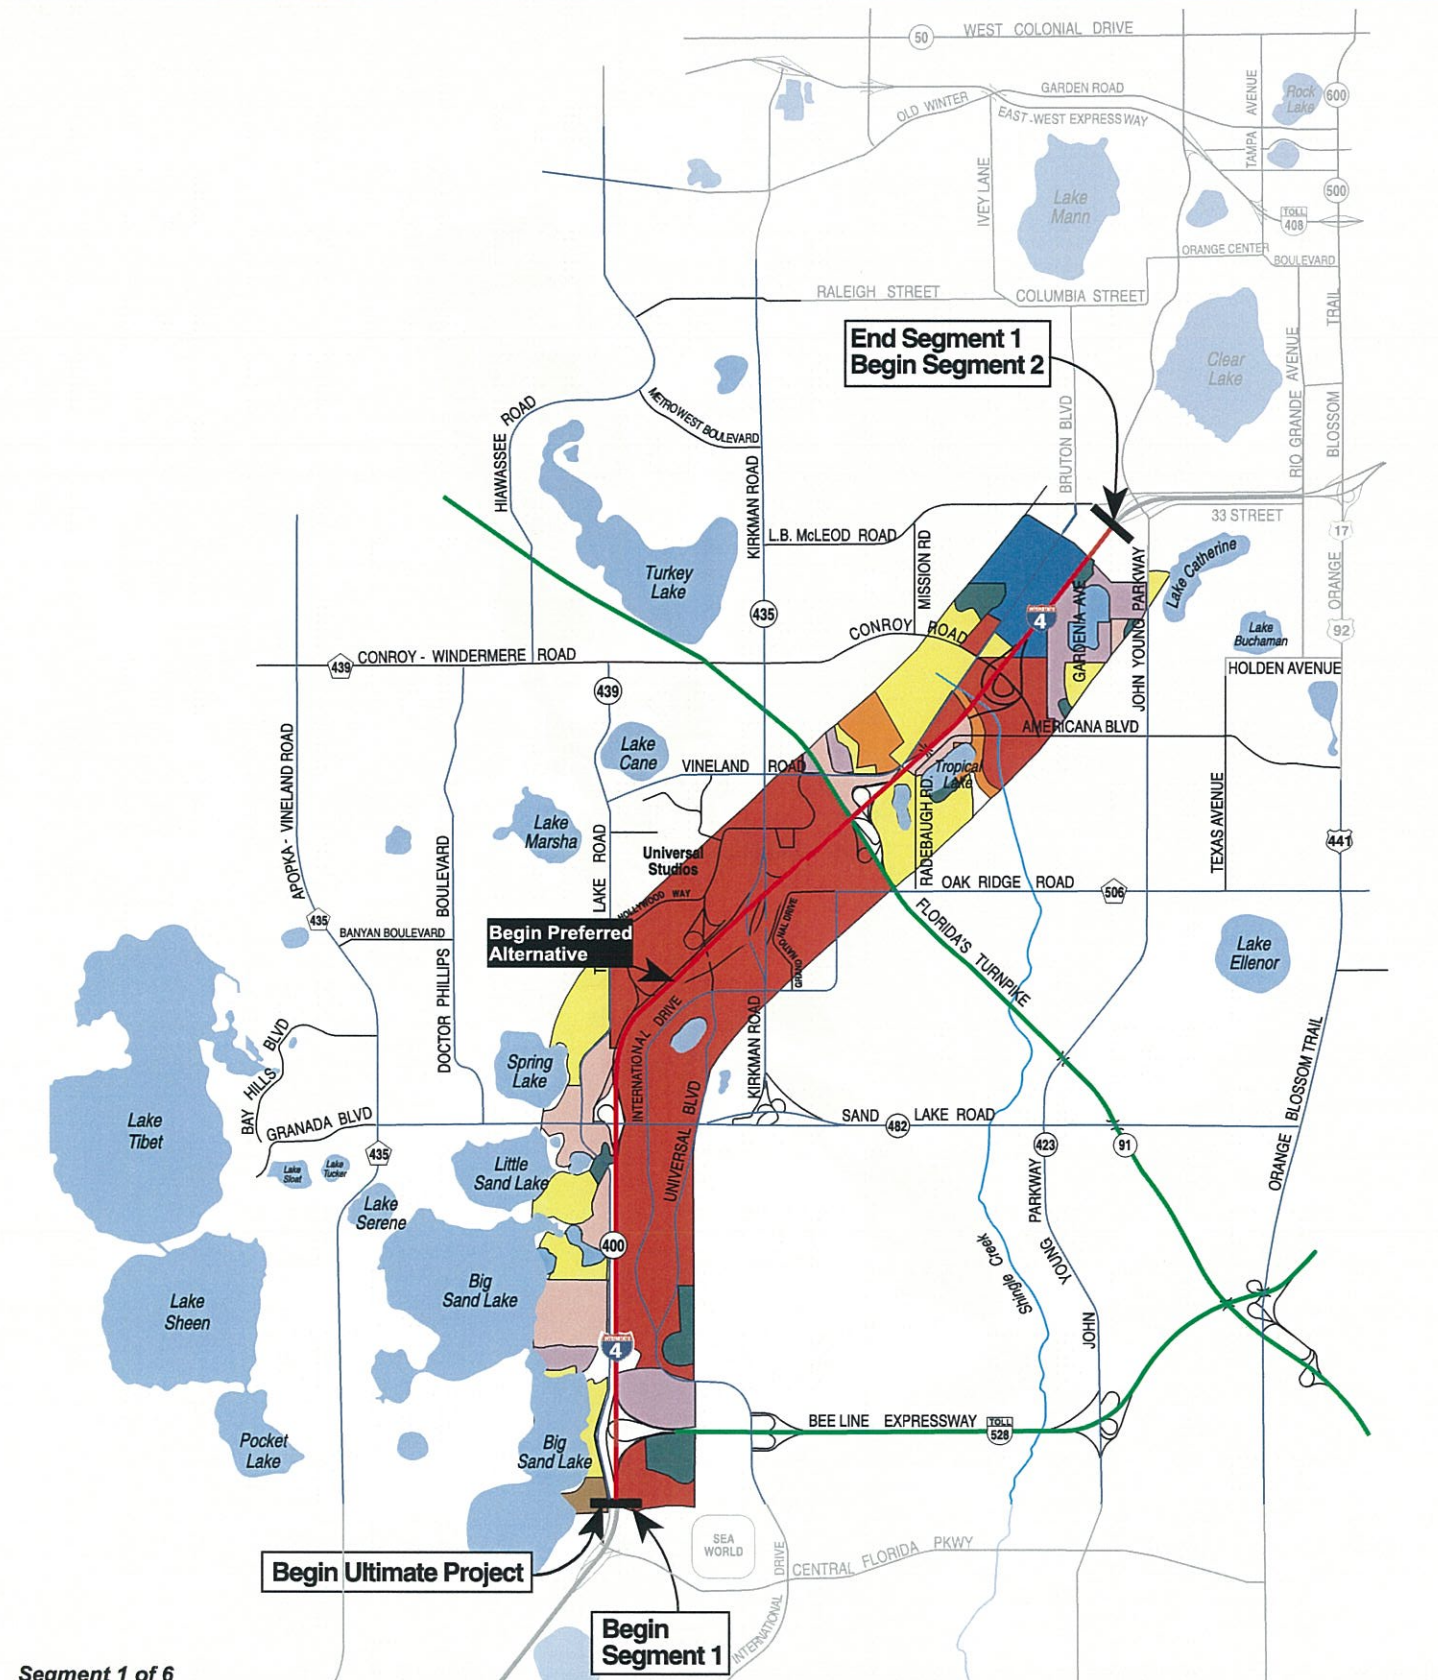 WEST COLONIAL DRIVE
50
GARDEN ROAD
OLD WINTER
EAST-WEST EXPRESSWAY
TAMPA AVENUE
Rock
Lake
600
IVEY LANE
Lake
Mann
500
TOLL
408
ORANGE CENTER
BOULEVARD
RALEIGH STREET
COLUMBIA STREET
TRAIL
End Segment 1
Begin Segment 2
Clear
Lake
RIO GRANDE AVENUE
BLOSSOM
METROWEST BOULEVARD
BRUTON BLVD
HIAWASSEE ROAD
KIRKMAN ROAD
L.B. McLEOD ROAD
MISSION RD
33 STREET
17
ORANGE
Turkey
Lake
Lake Catherine
435
4
GARDENIA AVE
JOHN YOUNG PARKWAY
Lake
Buchaman
92
CONROY ROAD
439
CONROY - WINDERMERE ROAD
HOLDEN AVENUE
439
AMERICANA BLVD
Lake
Cane
VINELAND ROAD
Tropical
Lake
APOPKA - VINELAND ROAD
Lake
Marsha
RADEBAUGH RD.
TEXAS AVENUE
441
Universal
Studios
HOLLYWOOD WAY
LAKE ROAD
T
DOCTOR PHILLIPS BOULEVARD
OAK RIDGE ROAD
506
435
BANYAN BOULEVARD
Begin Preferred
Alternative
GRAND NATIONAL DRIVE
FLORIDA'S TURNPIKE
Lake
Ellenor
INTERNATIONAL DRIVE
KIRKMAN ROAD
BAY HILLS BLVD
Spring
Lake
ORANGE BLOSSOM TRAIL
GRANADA BLVD
Lake
Tibet
SAND LAKE ROAD
482
423
91
435
Lake
Sloat
Lake
Tucker
Little
Sand Lake
UNIVERSAL BLVD
Lake
Serene
400
Shingle Creek
JOHN YOUNG PARKWAY
Big
Sand Lake
Lake
Sheen
4
BEE LINE EXPRESSWAY
TOLL
528
Pocket
Lake
Big
Sand Lake
SEA
WORLD
CENTRAL FLORIDA PKWY
INTERNATIONAL DRIVE
Begin Ultimate Project
Begin
Segment 1
Segment 1 of 6